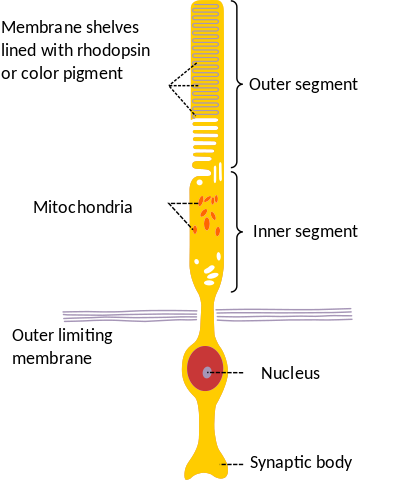 Membrane shelves
lined with rhodopsin
or color pigment
Outer segment
Mitochondria
Inner segment
Outer limiting
membrane
Nucleus
Synaptic body